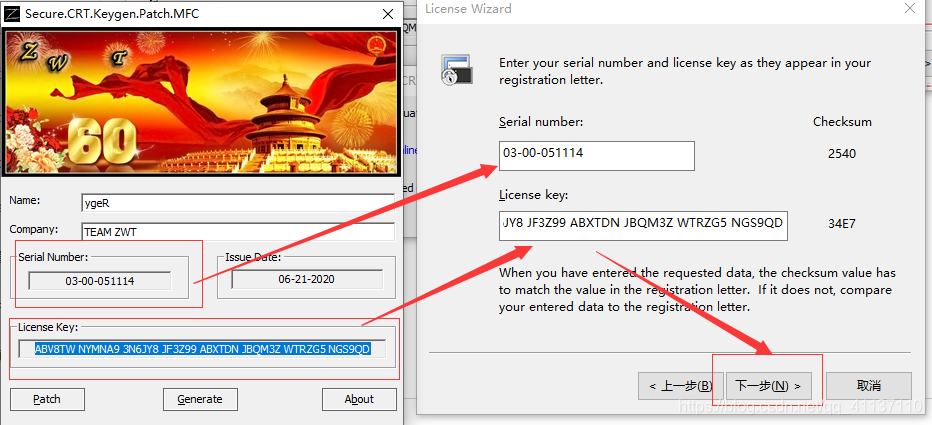 Secure.CRT.Keygen.Patch.MFC
Z W T
60
Name:
ygeR
Company:
TEAM ZWT
Serial Number:
03-00-051114
Issue Date:
06-21-2020
License Key:
ABV8TW NYMNA9 3N6JY8 JF3Z99 ABXTDN JBQM3Z WTRZG5 NGS9QD
Patch
Generate
About
License Wizard
Enter your serial number and license key as they appear in your
registration letter.
Serial number:
Checksum
03-00-051114
2540
License key:
JY8 JF3Z99 ABXTDN JBQM3Z WTRZG5 NGS9QD
34E7
When you have entered the requested data, the checksum value has
to match the value in the registration letter. If it does not, compare
your entered data to the registration letter.
< 上一步(B)
下一步(N) >
取消
https://blog.csdn.net/qq_41137110